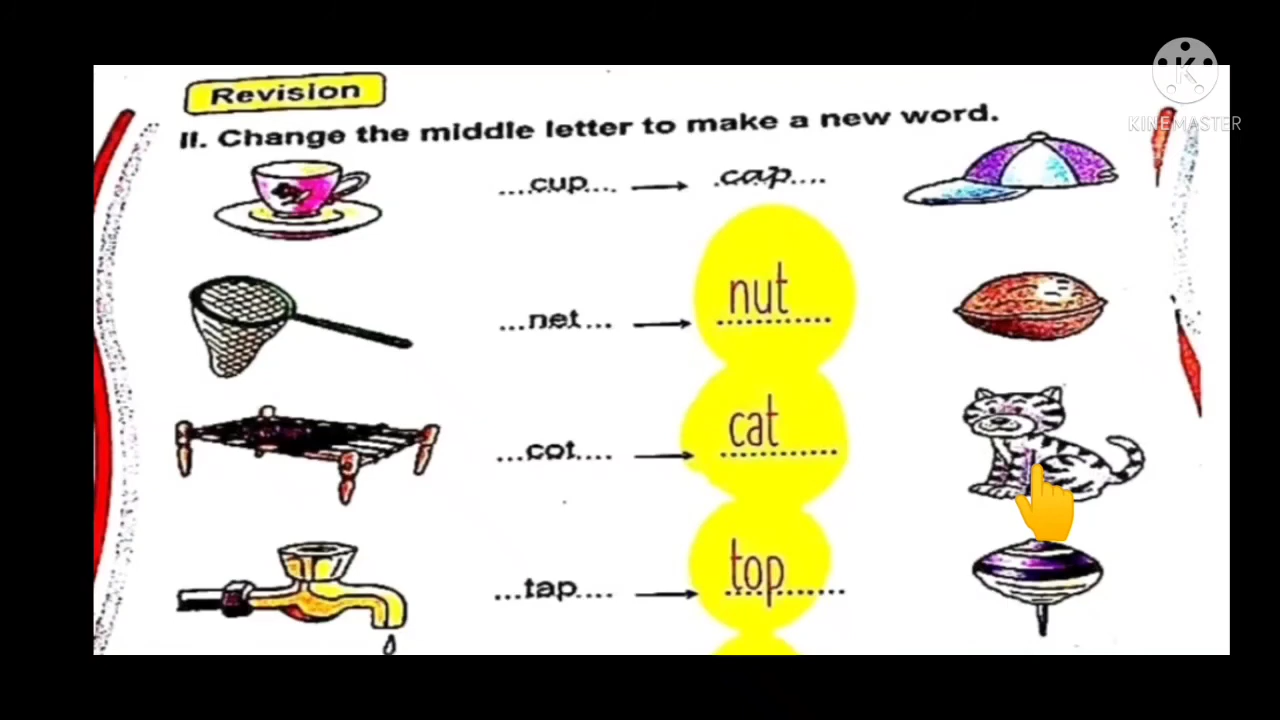 Revision
II. Change the middle letter to make a new word.
....cup.... → .cap....
...net... → nut
...cot.... → cat
...tap.... → top
K
KINEMASTER